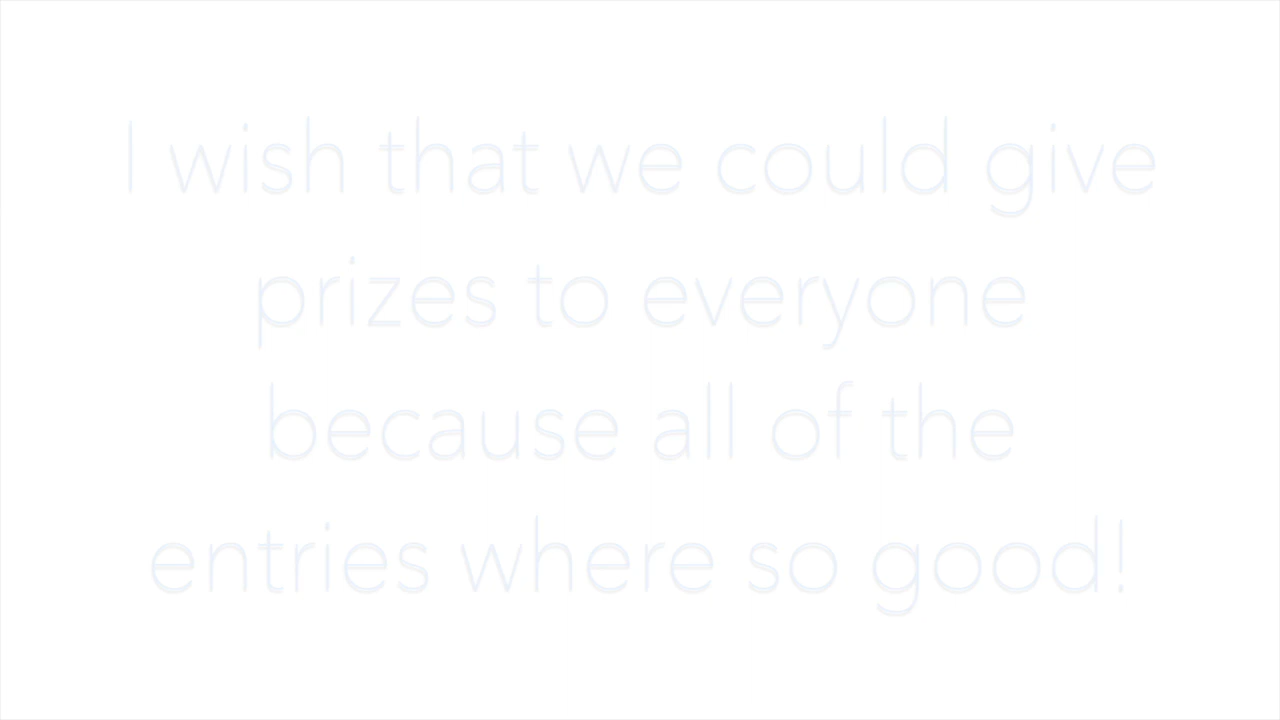 I wish that we could give
prizes to everyone
because all of the
entries where so good!